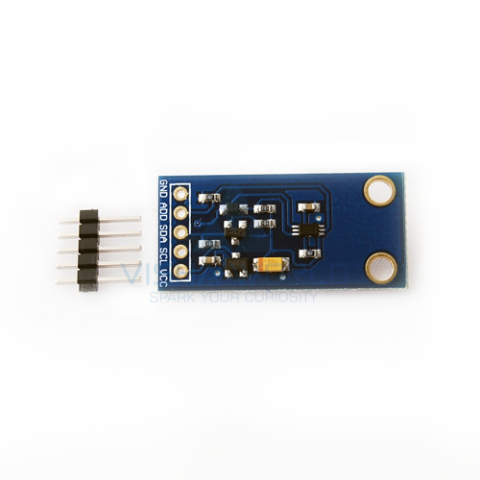 GND ADD SDA SCL VCC
SPARK YOUR CURIOSITY